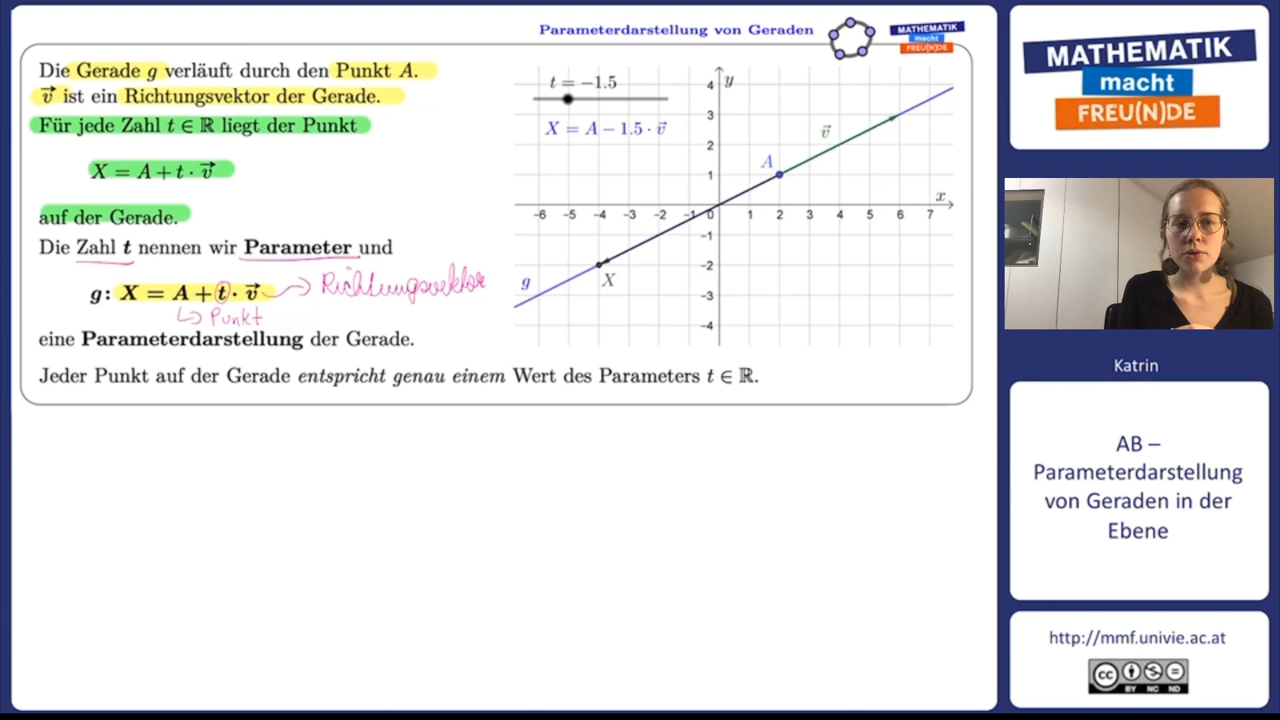 Parameterdarstellung von Geraden
MATHEMATIK
macht
FREU(N)DE
Die Gerade g verläuft durch den Punkt A.
v⃗ ist ein Richtungsvektor der Gerade.
Für jede Zahl t ∈ ℝ liegt der Punkt
X = A + t · v⃗
auf der Gerade.
Die Zahl t nennen wir Parameter und
g: X = A + t · v⃗ → Richtungsvektor
↳ Punkt
eine Parameterdarstellung der Gerade.
Jeder Punkt auf der Gerade entspricht genau einem Wert des Parameters t ∈ ℝ.
t = −1.5
X = A − 1.5 · v⃗
y
4
3
2
1
v⃗
A
x
-6 -5 -4 -3 -2 -1 0 1 2 3 4 5 6 7
-1
-2
-3
-4
g
X
MATHEMATIK
macht
FREU(N)DE
Katrin
AB –
Parameterdarstellung
von Geraden in der
Ebene
http://mmf.univie.ac.at
cc
BY NC ND